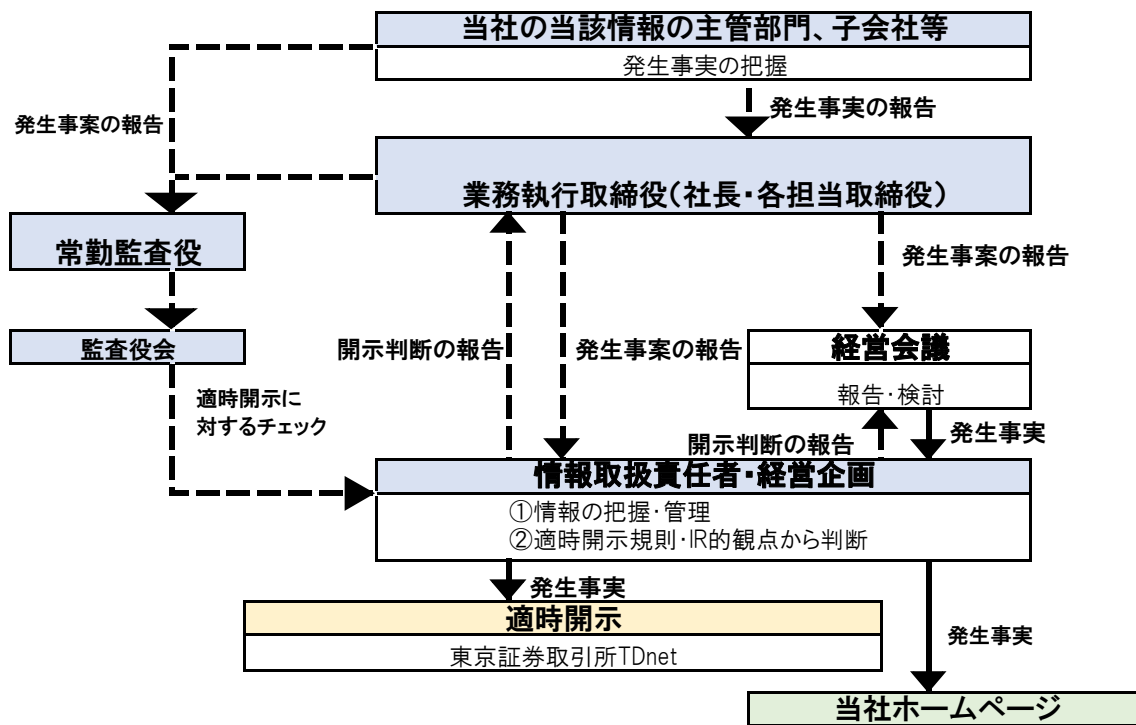 当社の当該情報の主管部門、子会社等
発生事実の把握
発生事案の報告
発生事実の報告
業務執行取締役（社長・各担当取締役）
常勤監査役
発生事案の報告
監査役会
開示判断の報告
発生事案の報告
経営会議
報告・検討
適時開示に
対するチェック
開示判断の報告
発生事実
情報取扱責任者・経営企画
①情報の把握・管理
②適時開示規則・IR的観点から判断
発生事実
適時開示
東京証券取引所TDnet
発生事実
当社ホームページ